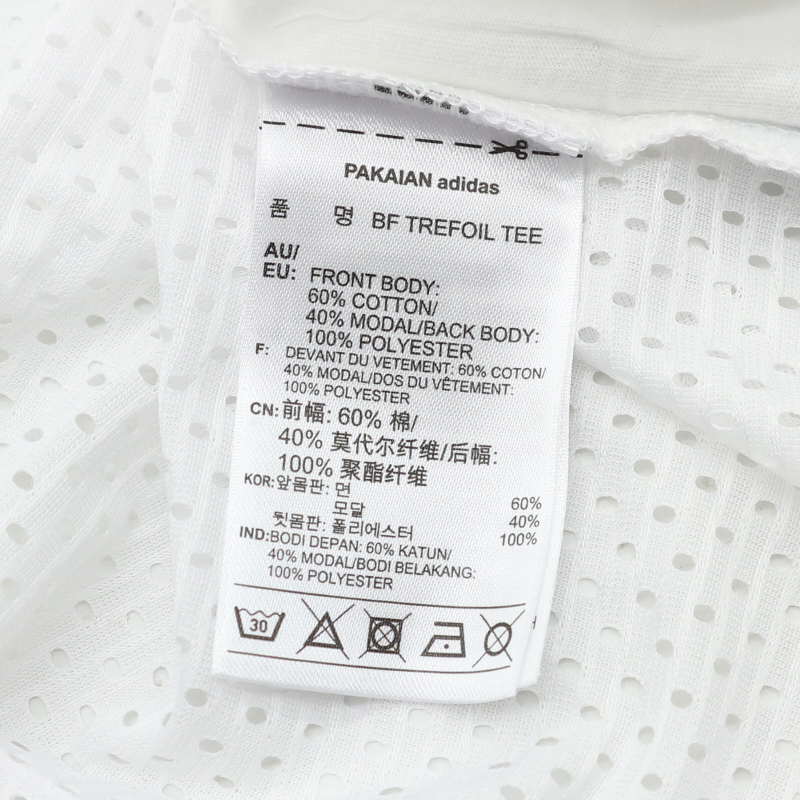 PAKAIAN adidas
품 명 BF TREFOIL TEE
AU/
EU: FRONT BODY:
60% COTTON/
40% MODAL/BACK BODY:
100% POLYESTER
F: DEVANT DU VETEMENT: 60% COTON/
40% MODAL/DOS DU VÊTEMENT:
100% POLYESTER
CN: 前幅: 60% 棉/
40% 莫代尔纤维/后幅:
100% 聚酯纤维
KOR: 앞몸판: 면 60%
모달 40%
뒷몸판: 폴리에스터 100%
IND: BODI DEPAN: 60% KATUN/
40% MODAL/BODI BELAKANG:
100% POLYESTER
30